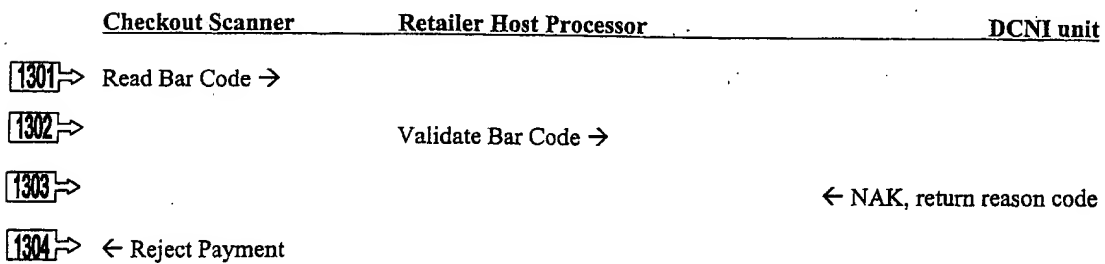 Checkout Scanner Retailer Host Processor DCNI unit
1301 Read Bar Code →
1302 Validate Bar Code →
1303 ← NAK, return reason code
1304 ← Reject Payment